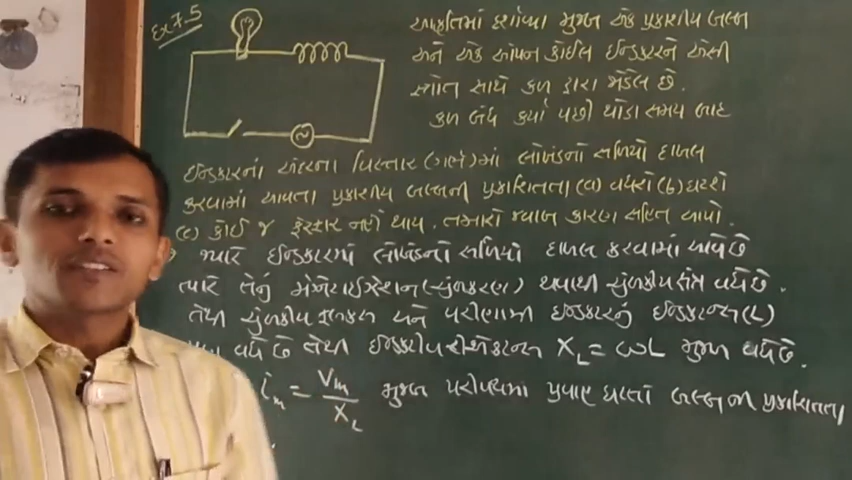 Ex 7.5
આકૃતિમાં દર્શાવ્યા મુજબ એક પ્રકાશીય બલ્બ
અને એક ઓપન કોઈલ ઈન્ડક્ટરને એસી
સ્ત્રોત સાથે કળ દ્વારા જોડેલ છે.
કળ બંધ કર્યા પછી થોડા સમય બાદ
ઈન્ડક્ટરનાં અંદરના વિસ્તાર (ગર્ભ)માં લોખંડનો સળિયો દાખલ
કરવામાં આવતા પ્રકાશીય બલ્બની પ્રકાશિતતા (a) વધશે (b) ઘટશે
(c) કોઈ જ ફેરફાર નહીં થાય. તમારો જવાબ કારણ સહિત આપો.
જ્યારે ઈન્ડક્ટરમાં લોખંડનો સળિયો દાખલ કરવામાં આવે છે
ત્યારે તેનું મેગ્નેટાઈઝેશન (ચુંબકરણ) થવાથી ચુંબકીય ક્ષેત્ર વધે છે.
તેથી ચુંબકીય ફ્લક્સ અને પરીણામી ઈન્ડક્ટરનું ઈન્ડક્ટન્સ (L)
વધે છે તેથી ઈન્ડક્ટીવ રીએક્ટન્સ X_L = ωL મુજબ વધે છે.
i_m = V_m / X_L મુજબ પરીપથમાં પ્રવાહ ઘટતાં બલ્બની પ્રકાશિતતા